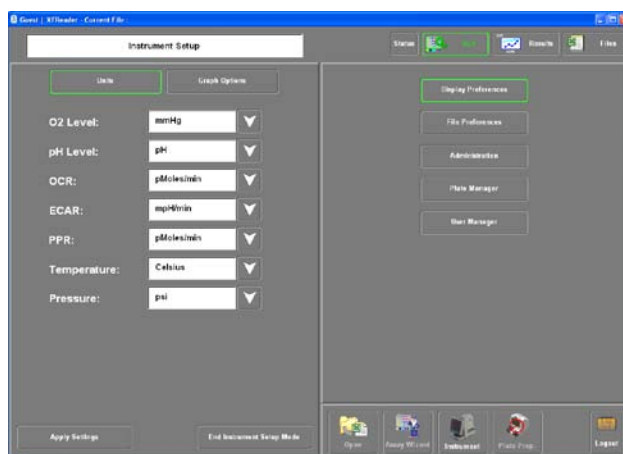 Guest | XFReader - Current File:
Instrument Setup
Status
Results
Files
Units
Graph Options
O2 Level:
mmHg
pH Level:
pH
OCR:
pMoles/min
ECAR:
mpH/min
PPR:
pMoles/min
Temperature:
Celsius
Pressure:
psi
Display Preferences
File Preferences
Administration
Plate Manager
User Manager
Apply Settings
End Instrument Setup Mode
Open
Assay Wizard
Instrument
Plate Prep...
Logout